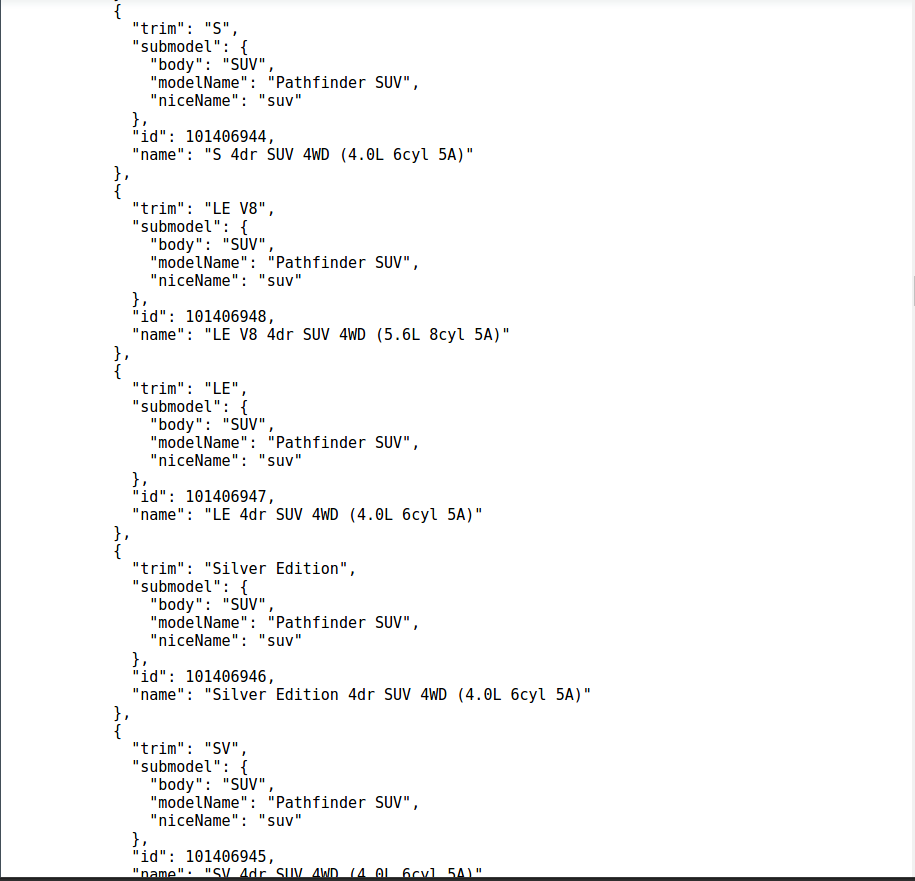 {
"trim": "S",
"submodel": {
"body": "SUV",
"modelName": "Pathfinder SUV",
"niceName": "suv"
},
"id": 101406944,
"name": "S 4dr SUV 4WD (4.0L 6cyl 5A)"
},
{
"trim": "LE V8",
"submodel": {
"body": "SUV",
"modelName": "Pathfinder SUV",
"niceName": "suv"
},
"id": 101406948,
"name": "LE V8 4dr SUV 4WD (5.6L 8cyl 5A)"
},
{
"trim": "LE",
"submodel": {
"body": "SUV",
"modelName": "Pathfinder SUV",
"niceName": "suv"
},
"id": 101406947,
"name": "LE 4dr SUV 4WD (4.0L 6cyl 5A)"
},
{
"trim": "Silver Edition",
"submodel": {
"body": "SUV",
"modelName": "Pathfinder SUV",
"niceName": "suv"
},
"id": 101406946,
"name": "Silver Edition 4dr SUV 4WD (4.0L 6cyl 5A)"
},
{
"trim": "SV",
"submodel": {
"body": "SUV",
"modelName": "Pathfinder SUV",
"niceName": "suv"
},
"id": 101406945,
"name": "SV 4dr SUV 4WD (4.0L 6cyl 5A)"